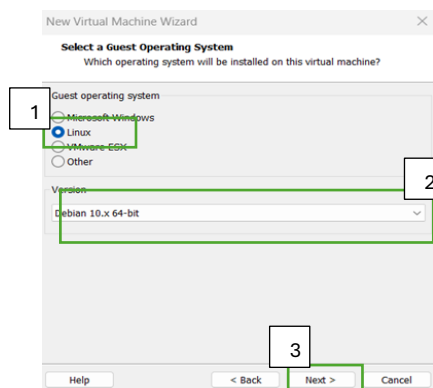 New Virtual Machine Wizard
Select a Guest Operating System
Which operating system will be installed on this virtual machine?
Guest operating system
1
Microsoft Windows
Linux
VMware ESX
Other
Version
2
Debian 10.x 64-bit
3
Help < Back Next > Cancel